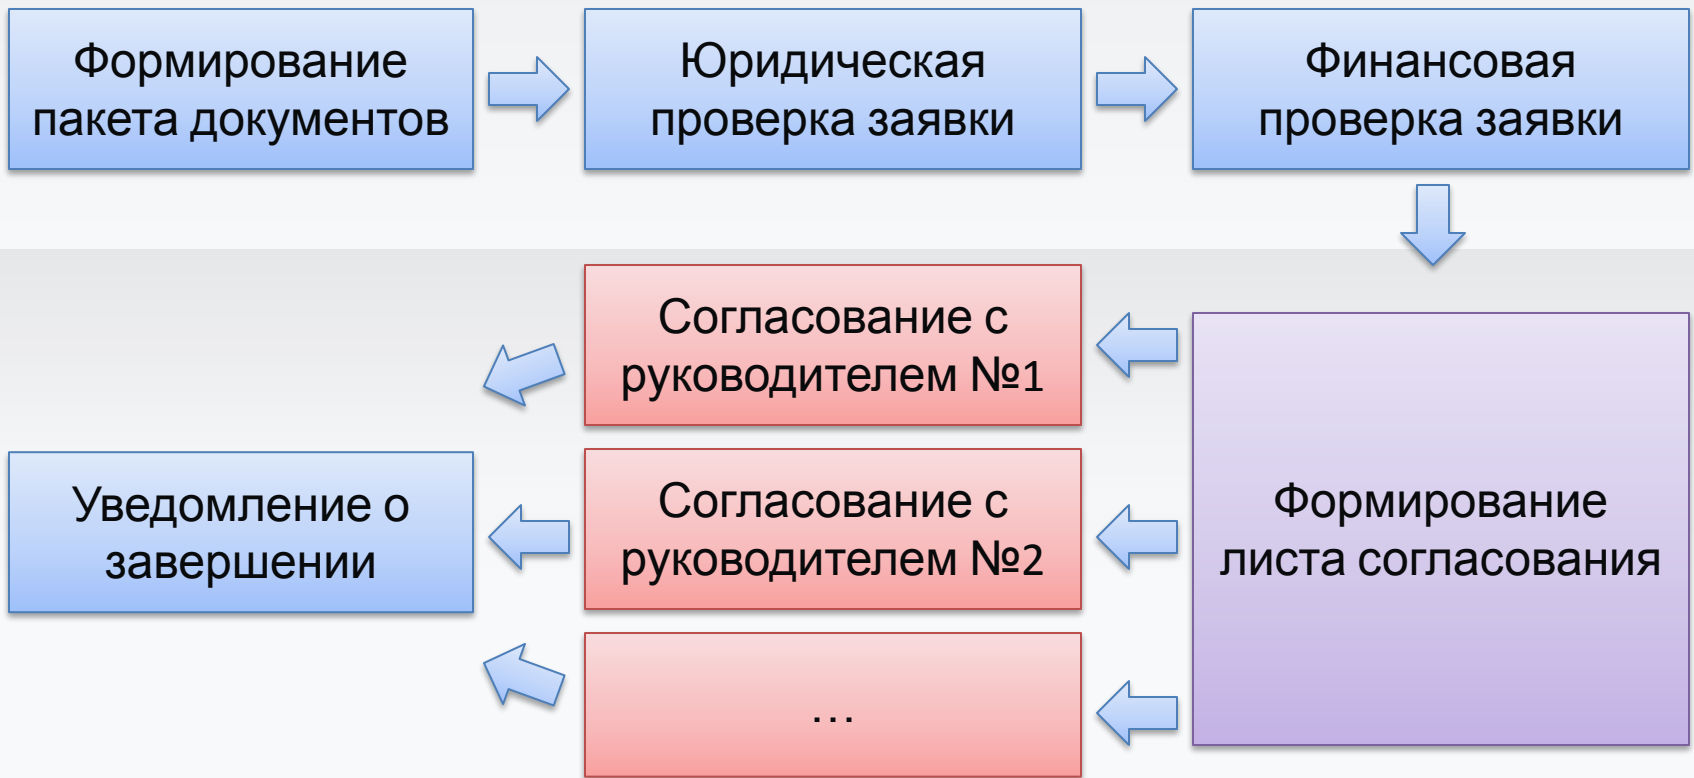 Формирование
пакета документов
Юридическая
проверка заявки
Финансовая
проверка заявки
Согласование с
руководителем №1
Уведомление о
завершении
Согласование с
руководителем №2
Формирование
листа согласования
…